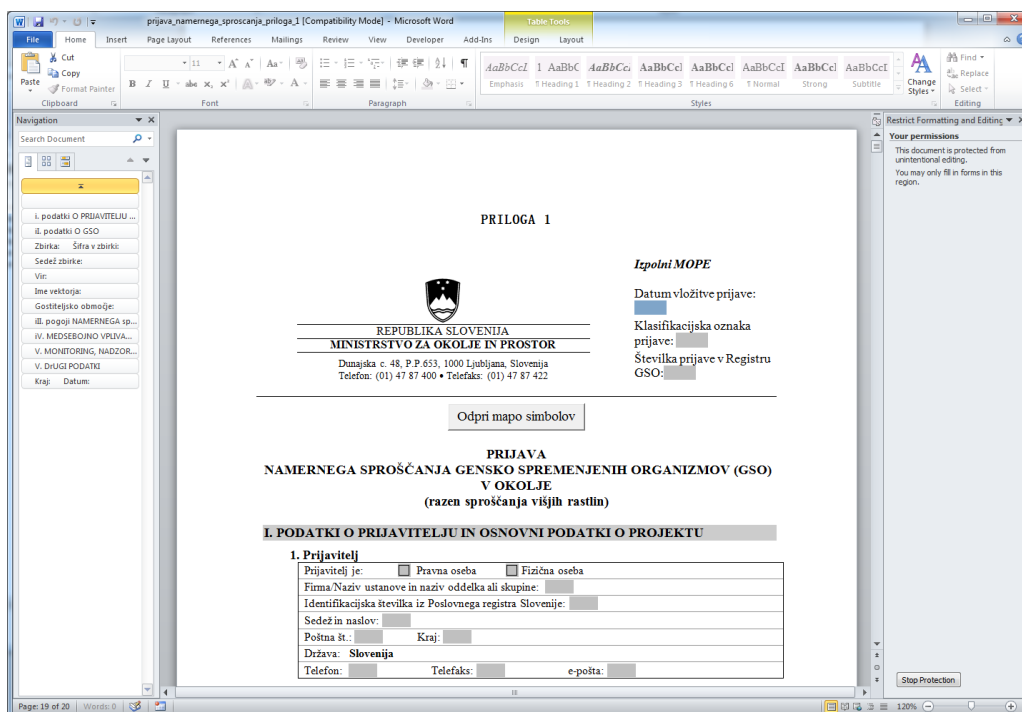 prijava_namernega_sproscanja_priloga_1 [Compatibility Mode] - Microsoft Word
Table Tools
File Home Insert Page Layout References Mailings Review View Developer Add-Ins Design Layout
Paste
Cut
Copy
Format Painter
Clipboard
11
Font
Paragraph
AaBbCcI 1 AaBbC AaBbCcI AaBbCcI AaBbCcI AaBbCcI AaBbCcI AaBbCcI
Emphasis ¶ Heading 1 ¶ Heading 2 ¶ Heading 3 ¶ Heading 6 ¶ Normal Strong Subtitle
Styles
Change Styles
Find
Replace
Select
Editing
Navigation
Search Document
i. podatki O PRIJAVITELJU ...
iI. podatki O GSO
Zbirka: Šifra v zbirki:
Sedež zbirke:
Vir:
Ime vektorja:
Gostiteljsko območje:
iII. pogoji NAMERNEGA sp...
iV. MEDSEBOJNO VPLIVA...
V. MONITORING, NADZOR...
V. DrUGI PODATKI
Kraj: Datum:
PRILOGA 1
Izpolni MOPE
Datum vložitve prijave:
Klasifikacijska oznaka
prijave:
Številka prijave v Registru
GSO:
REPUBLIKA SLOVENIJA
MINISTRSTVO ZA OKOLJE IN PROSTOR
Dunajska c. 48, P.P.653, 1000 Ljubljana, Slovenija
Telefon: (01) 47 87 400 • Telefaks: (01) 47 87 422
Odpri mapo simbolov
PRIJAVA
NAMERNEGA SPROŠČANJA GENSKO SPREMENJENIH ORGANIZMOV (GSO)
V OKOLJE
(razen sproščanja višjih rastlin)
I. PODATKI O PRIJAVITELJU IN OSNOVNI PODATKI O PROJEKTU
1. Prijavitelj
Prijavitelj je: Pravna oseba Fizična oseba
Firma/Naziv ustanove in naziv oddelka ali skupine:
Identifikacijska številka iz Poslovnega registra Slovenije:
Sedež in naslov:
Poštna št.: Kraj:
Država: Slovenija
Telefon: Telefaks: e-pošta:
Restrict Formatting and Editing
Your permissions
This document is protected from
unintentional editing.
You may only fill in forms in this
region.
Stop Protection
Page: 19 of 20 Words: 0
120%